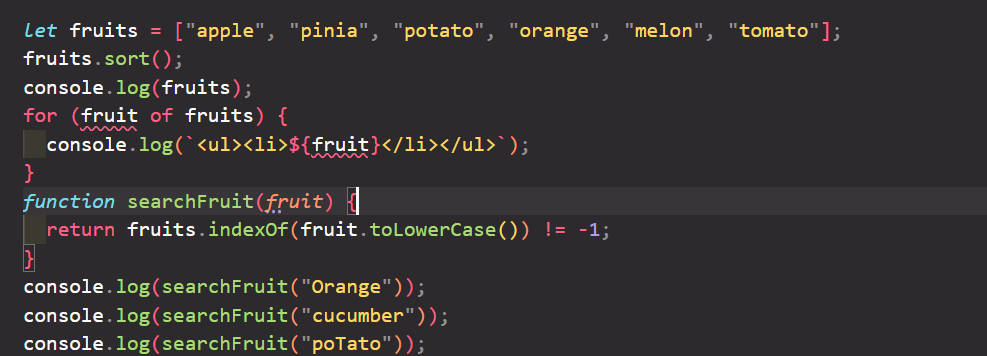 let fruits = ["apple", "pinia", "potato", "orange", "melon", "tomato"];
fruits.sort();
console.log(fruits);
for (fruit of fruits) {
  console.log(`<ul><li>${fruit}</li></ul>`);
}
function searchFruit(fruit) {
  return fruits.indexOf(fruit.toLowerCase()) != -1;
}
console.log(searchFruit("Orange"));
console.log(searchFruit("cucumber"));
console.log(searchFruit("poTato"));